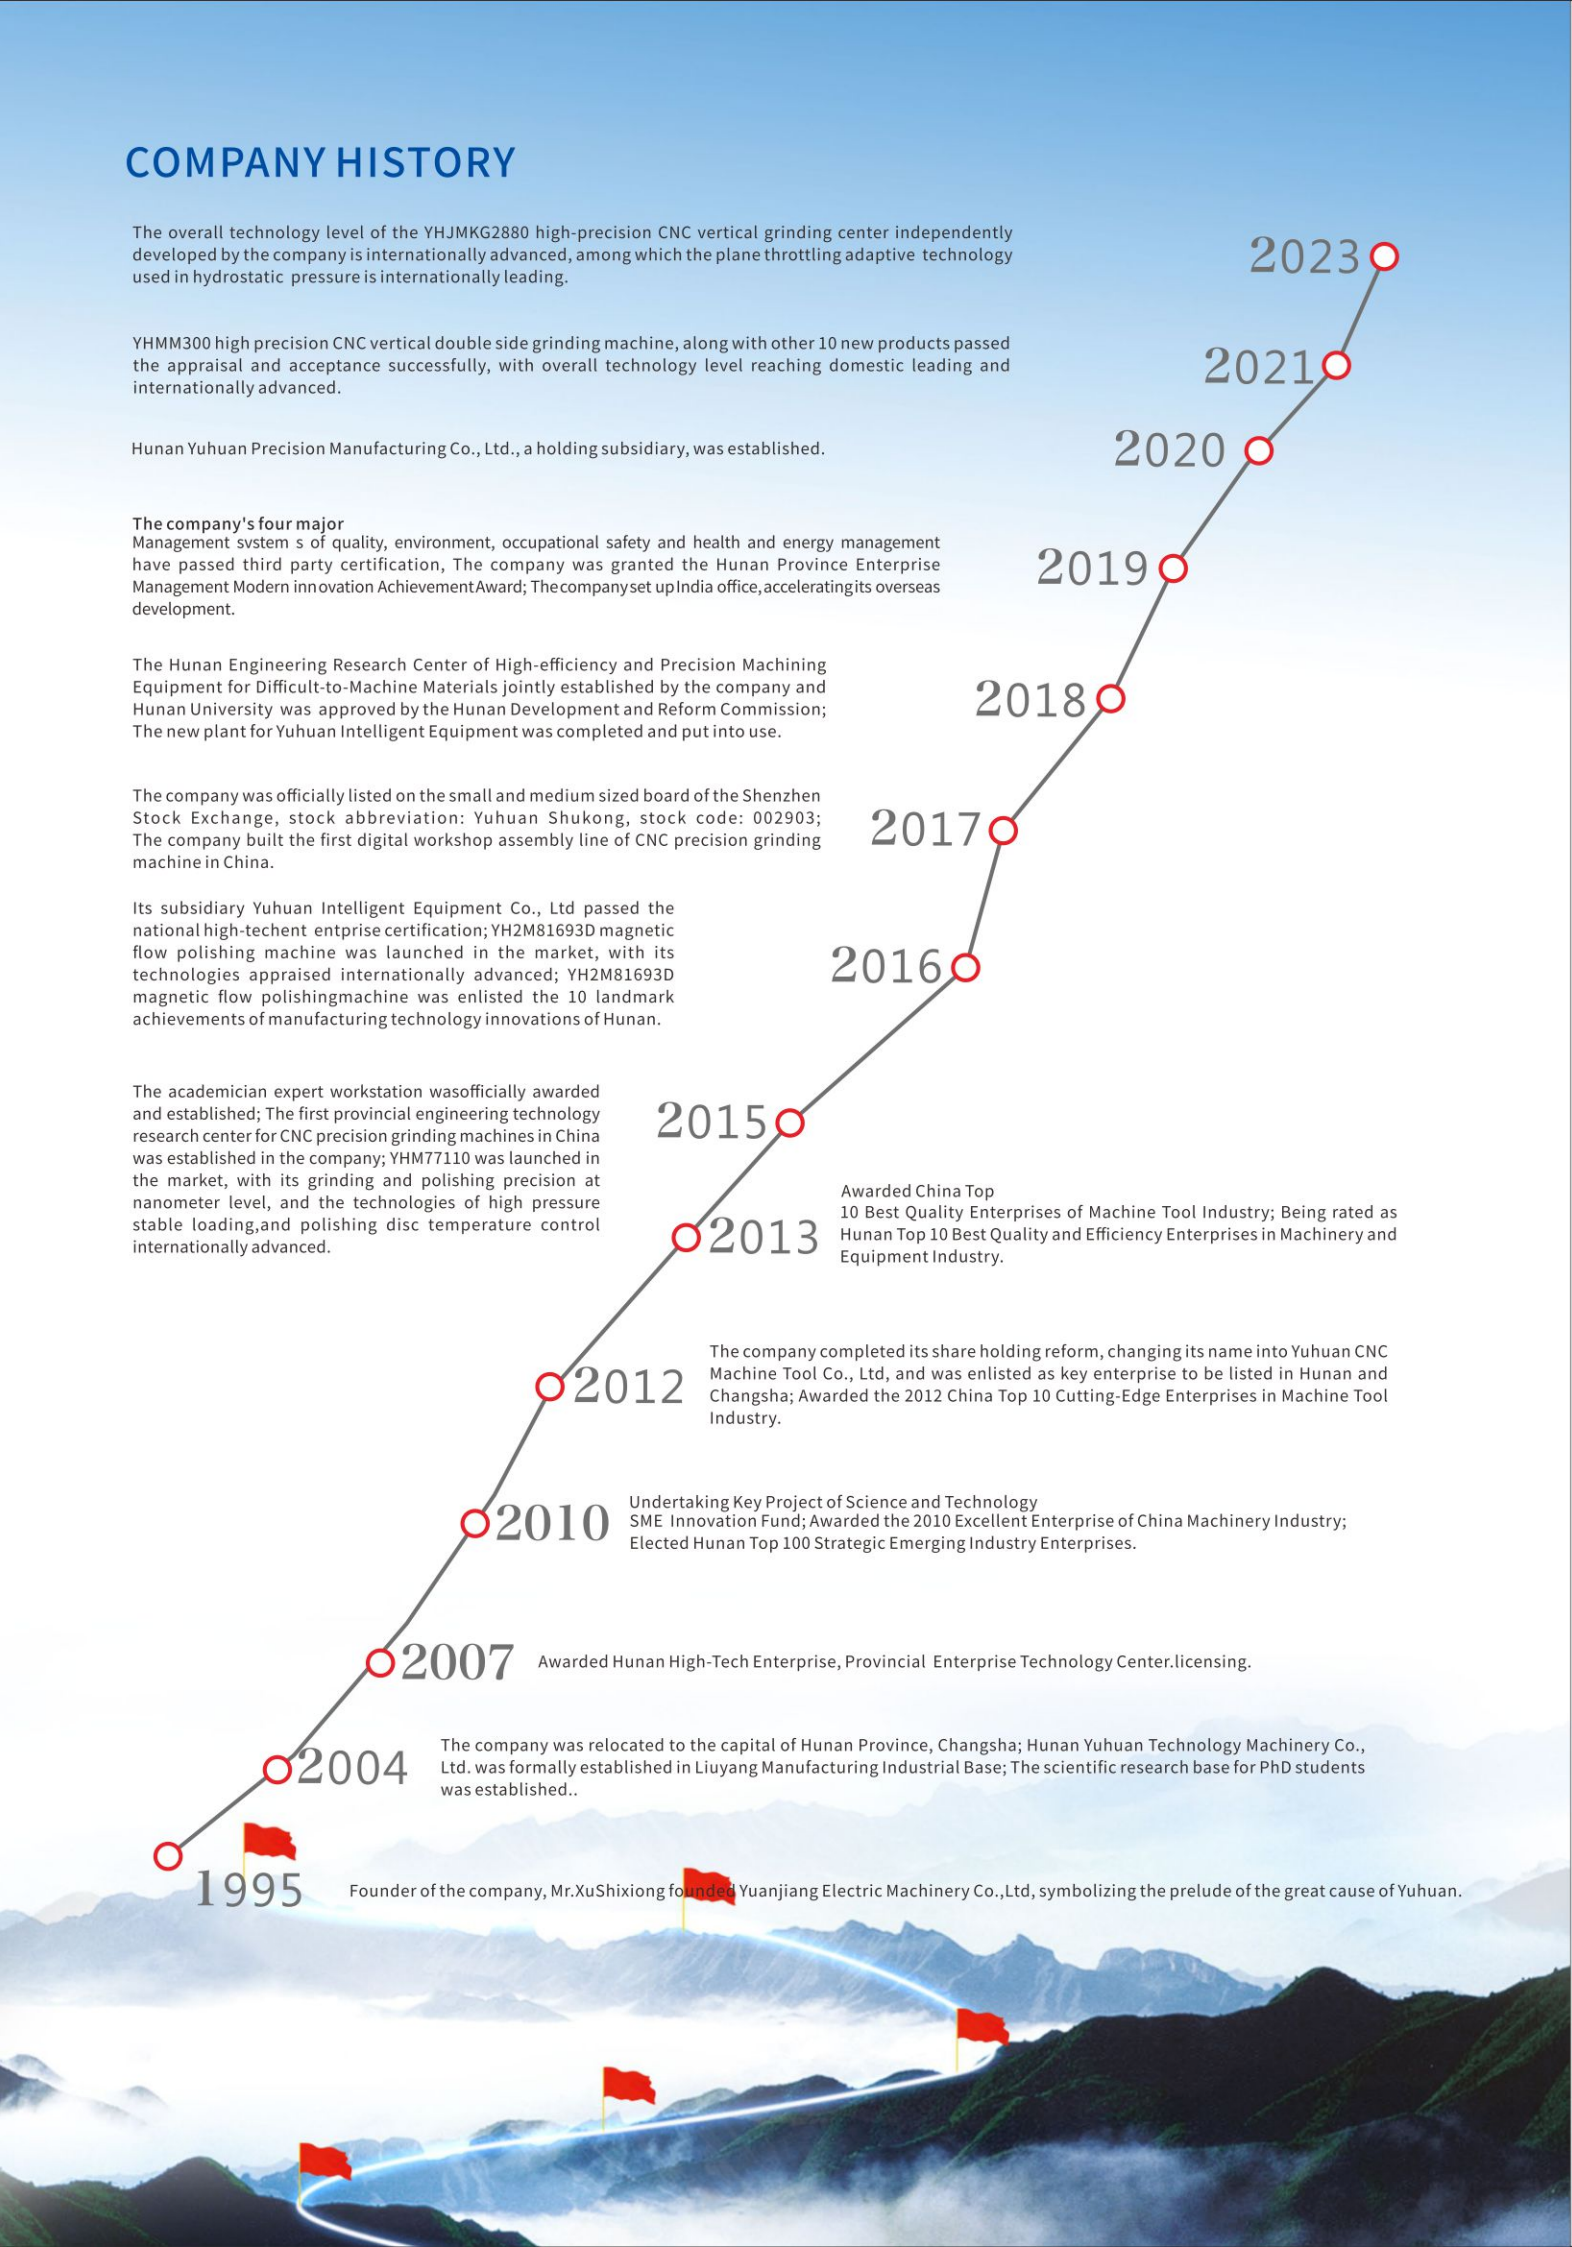 COMPANY HISTORY
The overall technology level of the YHJMKG2880 high-precision CNC vertical grinding center independently
developed by the company is internationally advanced, among which the plane throttling adaptive technology
used in hydrostatic pressure is internationally leading.
2023
YHMM300 high precision CNC vertical double side grinding machine, along with other 10 new products passed
the appraisal and acceptance successfully, with overall technology level reaching domestic leading and
internationally advanced.
2021
Hunan Yuhuan Precision Manufacturing Co., Ltd., a holding subsidiary, was established.
2020
The company's four major
Management svstem s of quality, environment, occupational safety and health and energy management
have passed third party certification, The company was granted the Hunan Province Enterprise
Management Modern innovation Achievement Award; The company set up India office, accelerating its overseas
development.
2019
The Hunan Engineering Research Center of High-efficiency and Precision Machining
Equipment for Difficult-to-Machine Materials jointly established by the company and
Hunan University was approved by the Hunan Development and Reform Commission;
The new plant for Yuhuan Intelligent Equipment was completed and put into use.
2018
The company was officially listed on the small and medium sized board of the Shenzhen
Stock Exchange, stock abbreviation: Yuhuan Shukong, stock code: 002903;
The company built the first digital workshop assembly line of CNC precision grinding
machine in China.
2017
Its subsidiary Yuhuan Intelligent Equipment Co., Ltd passed the
national high-techent entprise certification; YH2M81693D magnetic
flow polishing machine was launched in the market, with its
technologies appraised internationally advanced; YH2M81693D
magnetic flow polishingmachine was enlisted the 10 landmark
achievements of manufacturing technology innovations of Hunan.
2016
The academician expert workstation wasofficially awarded
and established; The first provincial engineering technology
research center for CNC precision grinding machines in China
was established in the company; YHM77110 was launched in
the market, with its grinding and polishing precision at
nanometer level, and the technologies of high pressure
stable loading,and polishing disc temperature control
internationally advanced.
2015
2013
Awarded China Top
10 Best Quality Enterprises of Machine Tool Industry; Being rated as
Hunan Top 10 Best Quality and Efficiency Enterprises in Machinery and
Equipment Industry.
2012
The company completed its share holding reform, changing its name into Yuhuan CNC
Machine Tool Co., Ltd, and was enlisted as key enterprise to be listed in Hunan and
Changsha; Awarded the 2012 China Top 10 Cutting-Edge Enterprises in Machine Tool
Industry.
2010
Undertaking Key Project of Science and Technology
SME Innovation Fund; Awarded the 2010 Excellent Enterprise of China Machinery Industry;
Elected Hunan Top 100 Strategic Emerging Industry Enterprises.
2007
Awarded Hunan High-Tech Enterprise, Provincial Enterprise Technology Center.licensing.
2004
The company was relocated to the capital of Hunan Province, Changsha; Hunan Yuhuan Technology Machinery Co.,
Ltd. was formally established in Liuyang Manufacturing Industrial Base; The scientific research base for PhD students
was established..
1995
Founder of the company, Mr.XuShixiong founded Yuanjiang Electric Machinery Co.,Ltd, symbolizing the prelude of the great cause of Yuhuan.